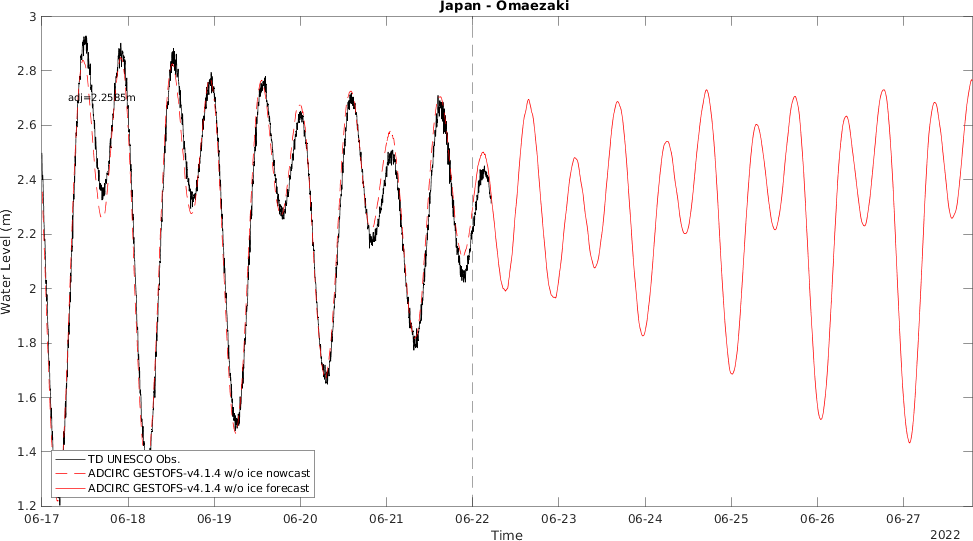 Japan - Omaezaki
3
2.8
adj=2.2585m
2.6
2.4
2.2
2
1.8
1.6
1.4
1.2
Water Level (m)
TD UNESCO Obs.
ADCIRC GESTOFS-v4.1.4 w/o ice nowcast
ADCIRC GESTOFS-v4.1.4 w/o ice forecast
06-17 06-18 06-19 06-20 06-21 06-22 06-23 06-24 06-25 06-26 06-27
Time
2022